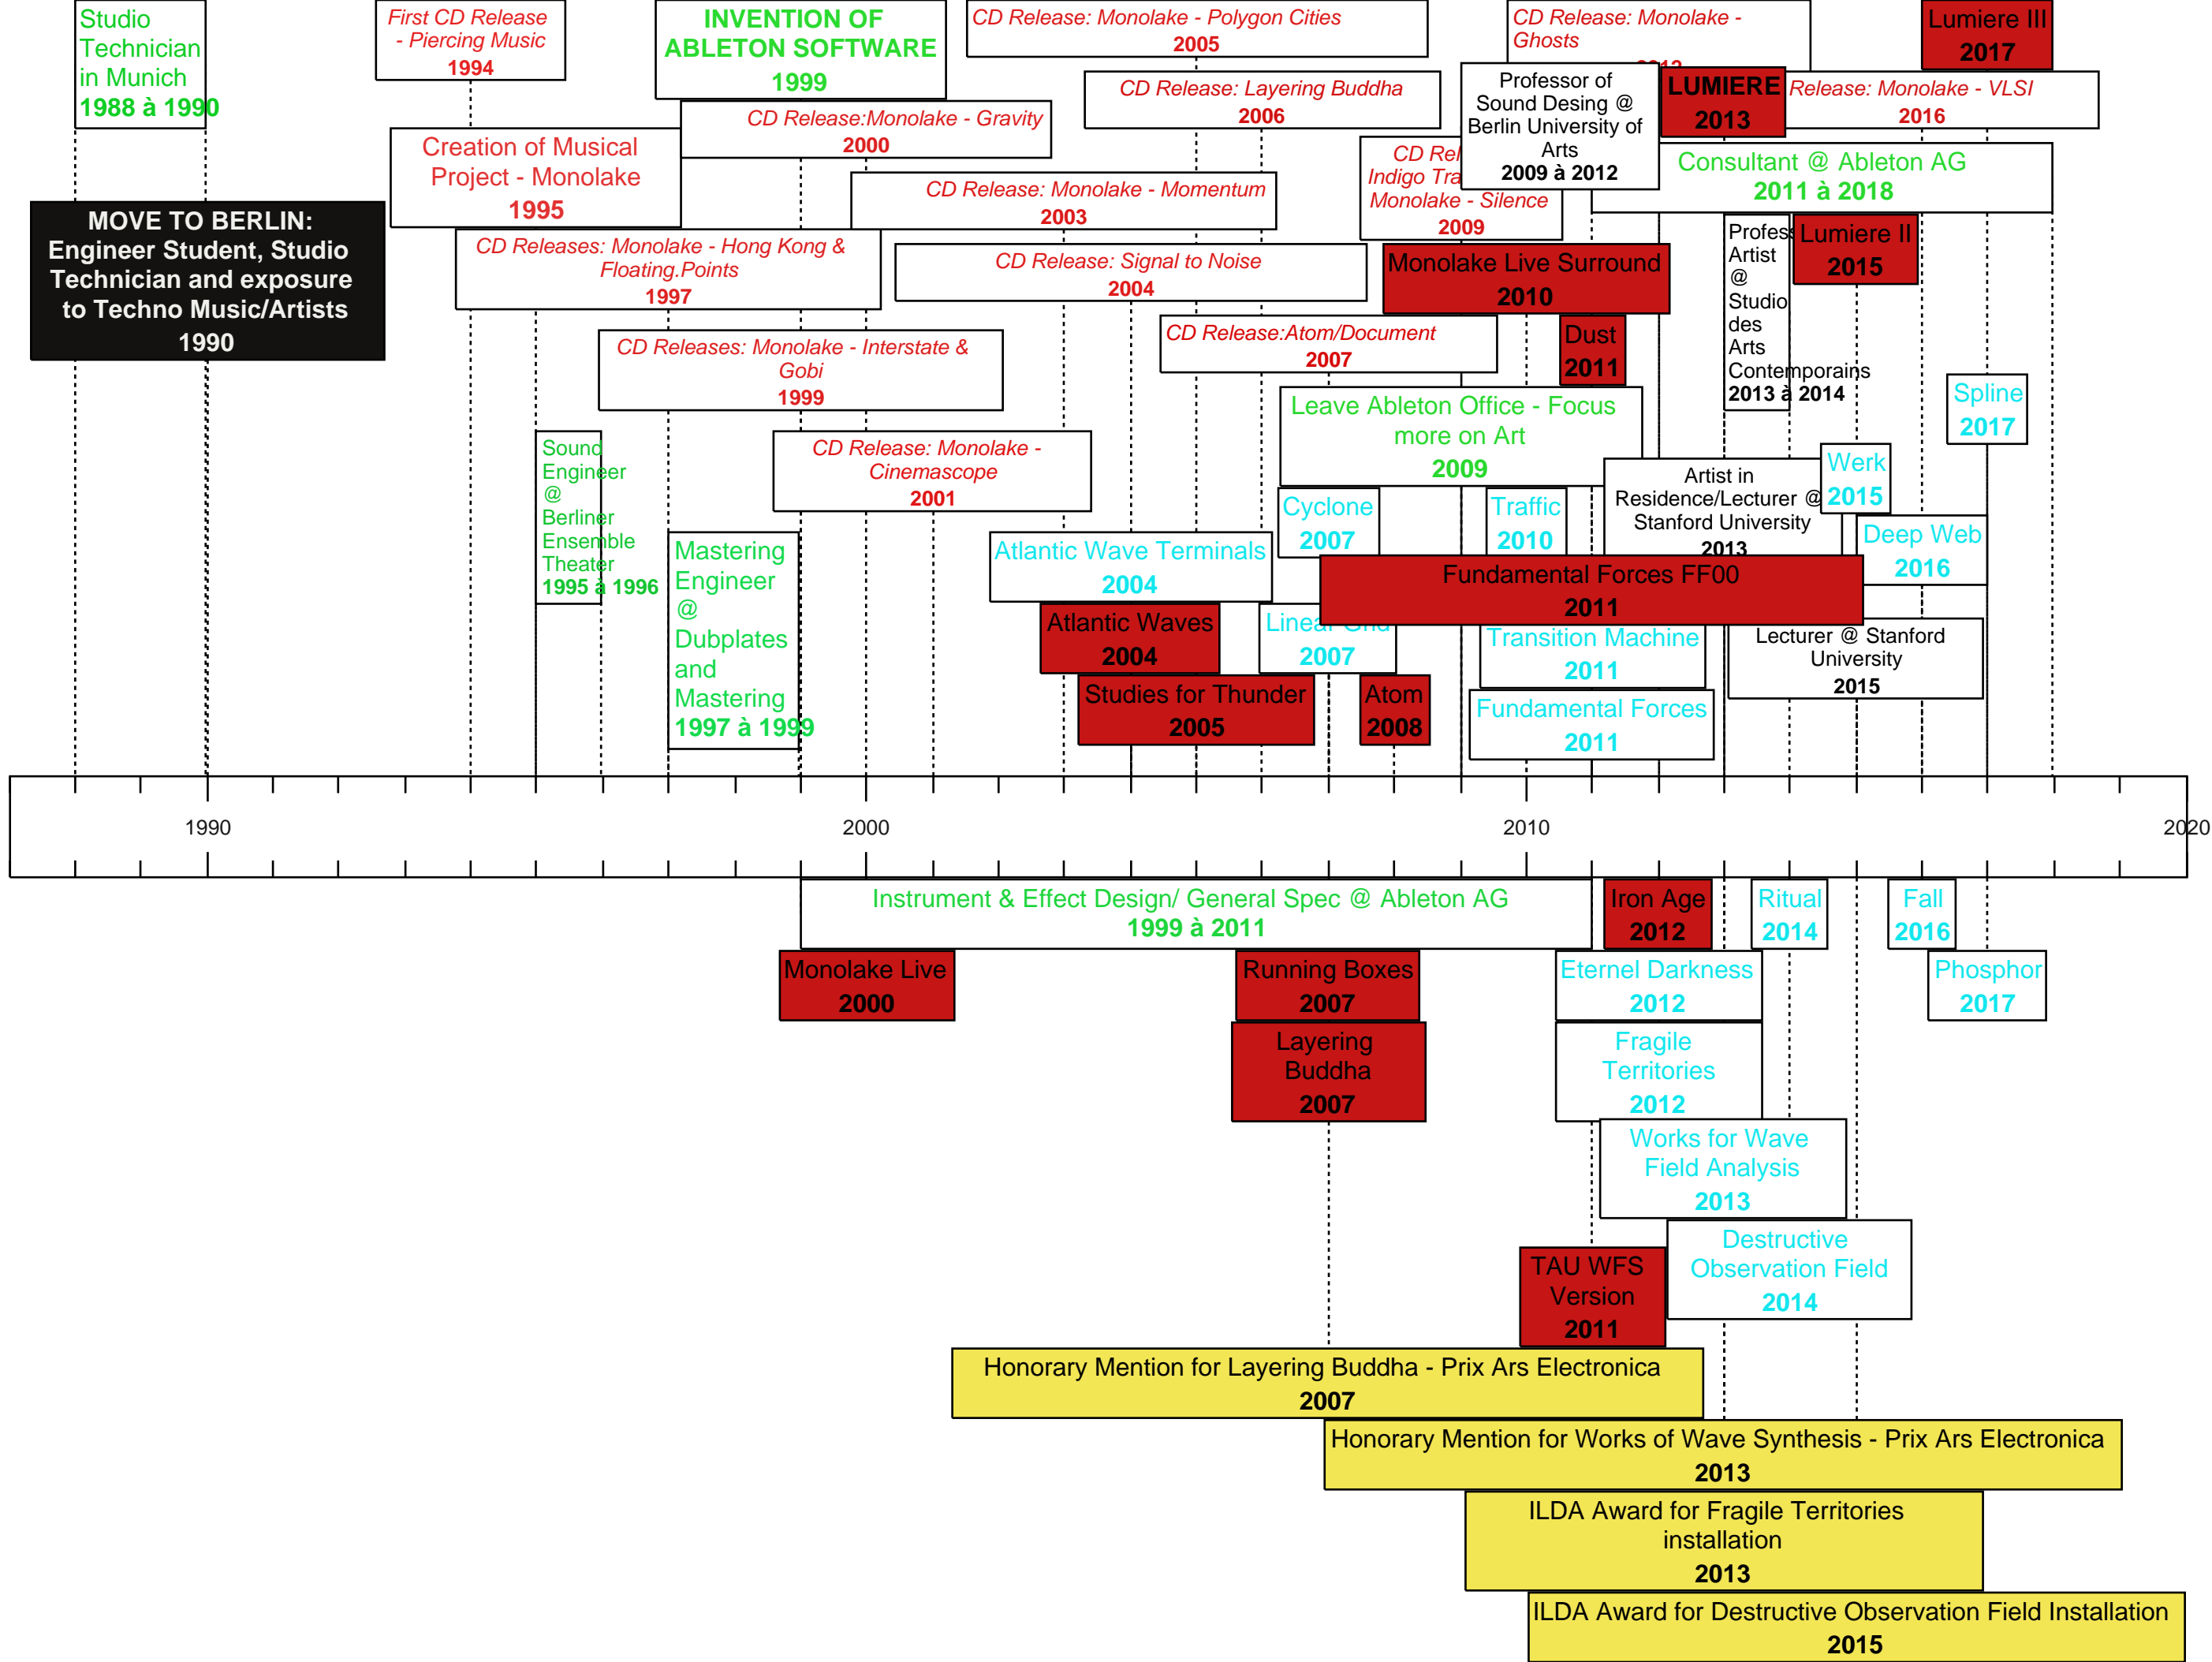 Studio
Technician
in Munich
1988 à 1990
First CD Release
- Piercing Music
1994
INVENTION OF
ABLETON SOFTWARE
1999
CD Release: Monolake - Polygon Cities
2005
CD Release: Monolake -
Ghosts
Lumiere III
2017
CD Release: Layering Buddha
2006
Professor of
Sound Desing @
Berlin University of
Arts
2009 à 2012
LUMIERE
2013
Release: Monolake - VLSI
2016
CD Release:Monolake - Gravity
2000
Creation of Musical
Project - Monolake
1995
CD
Indigo
Monolake - Silence
2009
Consultant @ Ableton AG
2011 à 2018
CD Release: Monolake - Momentum
2003
MOVE TO BERLIN:
Engineer Student, Studio
Technician and exposure
to Techno Music/Artists
1990
CD Releases: Monolake - Hong Kong &
Floating.Points
1997
CD Release: Signal to Noise
2004
Monolake Live Surround
2010
Artist
@
Studio
des
Arts
Contemporains
2013 à 2014
Lumiere II
2015
CD Release:Atom/Document
2007
Dust
2011
CD Releases: Monolake - Interstate &
Gobi
1999
Leave Ableton Office - Focus
more on Art
2009
Spline
2017
Sound
Engineer
@
Berliner
Ensemble
Theater
1995 à 1996
CD Release: Monolake -
Cinemascope
2001
Artist in
Residence/Lecturer @
Stanford University
2013
Werk
2015
Cyclone
2007
Traffic
2010
Deep Web
2016
Mastering
Engineer
@
Dubplates
and
Mastering
1997 à 1999
Atlantic Wave Terminals
2004
Fundamental Forces FF00
2011
Atlantic Waves
2004
Linear Grid
2007
Transition Machine
2011
Lecturer @ Stanford
University
2015
Studies for Thunder
2005
Atom
2008
Fundamental Forces
2011
1990
2000
2010
2020
Instrument & Effect Design/ General Spec @ Ableton AG
1999 à 2011
Iron Age
2012
Ritual
2014
Fall
2016
Monolake Live
2000
Running Boxes
2007
Eternel Darkness
2012
Phosphor
2017
Layering
Buddha
2007
Fragile
Territories
2012
Works for Wave
Field Analysis
2013
Destructive
Observation Field
2014
TAU WFS
Version
2011
Honorary Mention for Layering Buddha - Prix Ars Electronica
2007
Honorary Mention for Works of Wave Synthesis - Prix Ars Electronica
2013
ILDA Award for Fragile Territories
installation
2013
ILDA Award for Destructive Observation Field Installation
2015